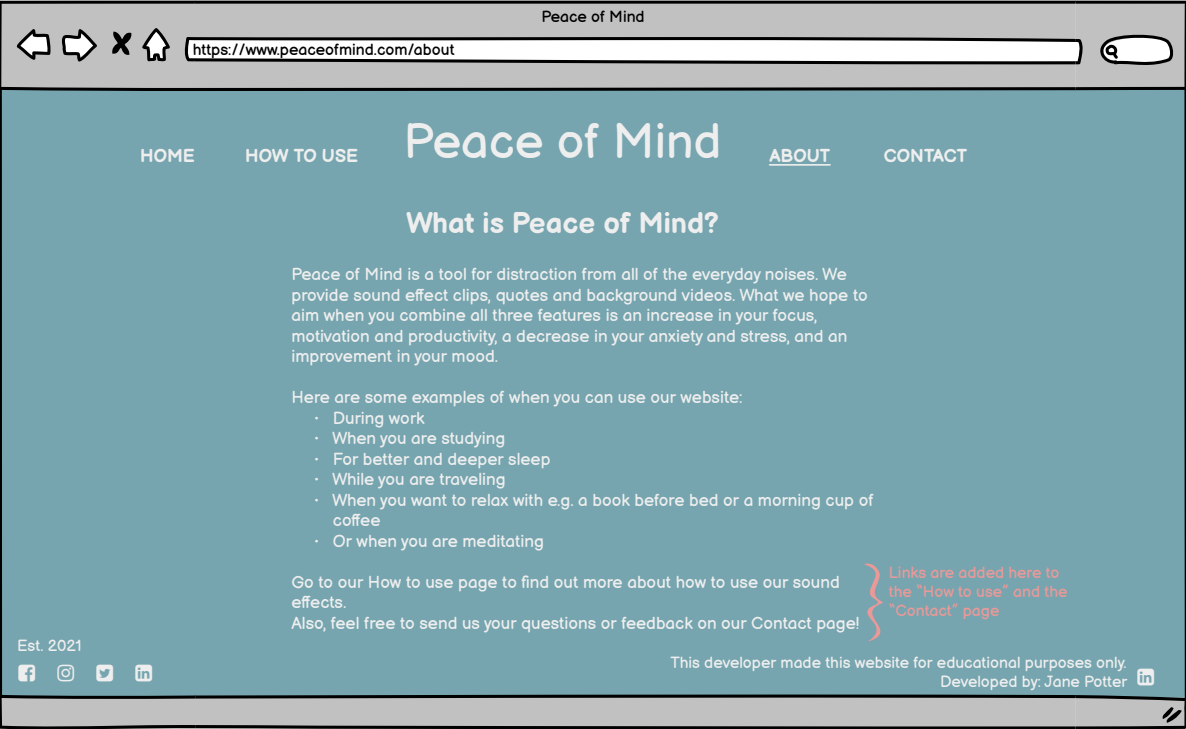 Peace of Mind
https://www.peaceofmind.com/about
HOME
HOW TO USE
Peace of Mind
ABOUT
CONTACT
What is Peace of Mind?
Peace of Mind is a tool for distraction from all of the everyday noises. We
provide sound effect clips, quotes and background videos. What we hope to
aim when you combine all three features is an increase in your focus,
motivation and productivity, a decrease in your anxiety and stress, and an
improvement in your mood.
Here are some examples of when you can use our website:
· During work
· When you are studying
· For better and deeper sleep
· While you are traveling
· When you want to relax with e.g. a book before bed or a morning cup of
coffee
· Or when you are meditating
Go to our How to use page to find out more about how to use our sound
effects.
Also, feel free to send us your questions or feedback on our Contact page!
Links are added here to
the "How to use" and the
"Contact" page
Est. 2021
This developer made this website for educational purposes only.
Developed by: Jane Potter